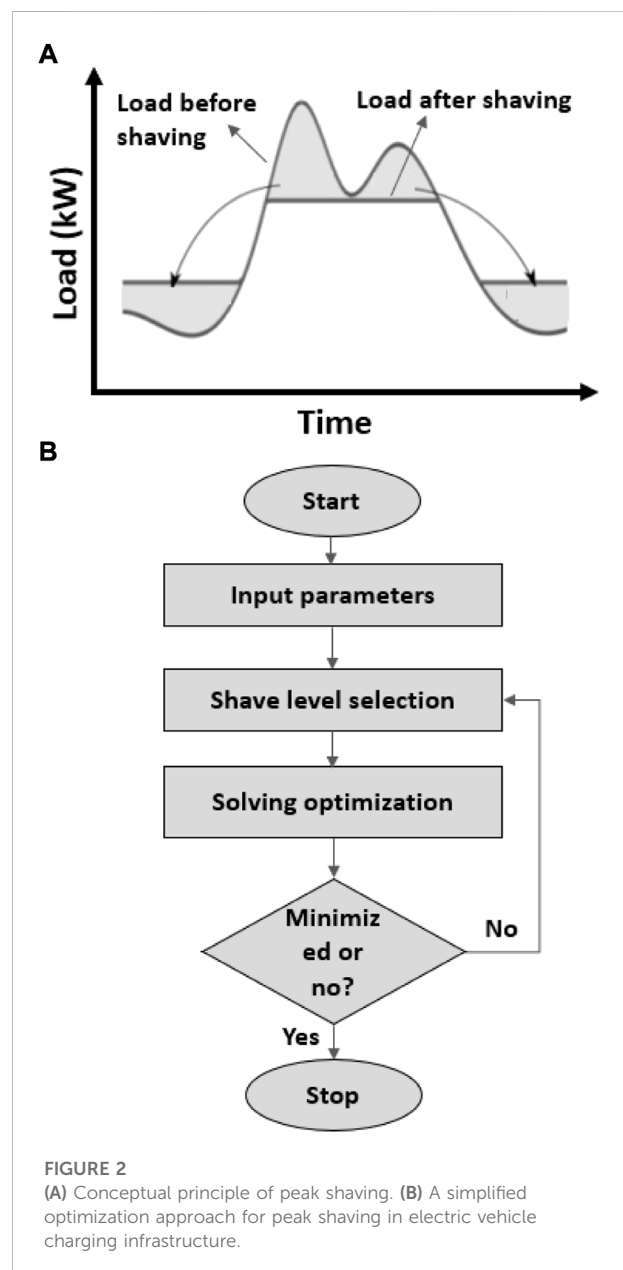 A
Load before
shaving
Load after shaving
Load (kW)
Time
B
Start
Input parameters
Shave level selection
Solving optimization
Minimiz
ed or
no?
No
Yes
Stop
FIGURE 2
(A) Conceptual principle of peak shaving. (B) A simplified
optimization approach for peak shaving in electric vehicle
charging infrastructure.